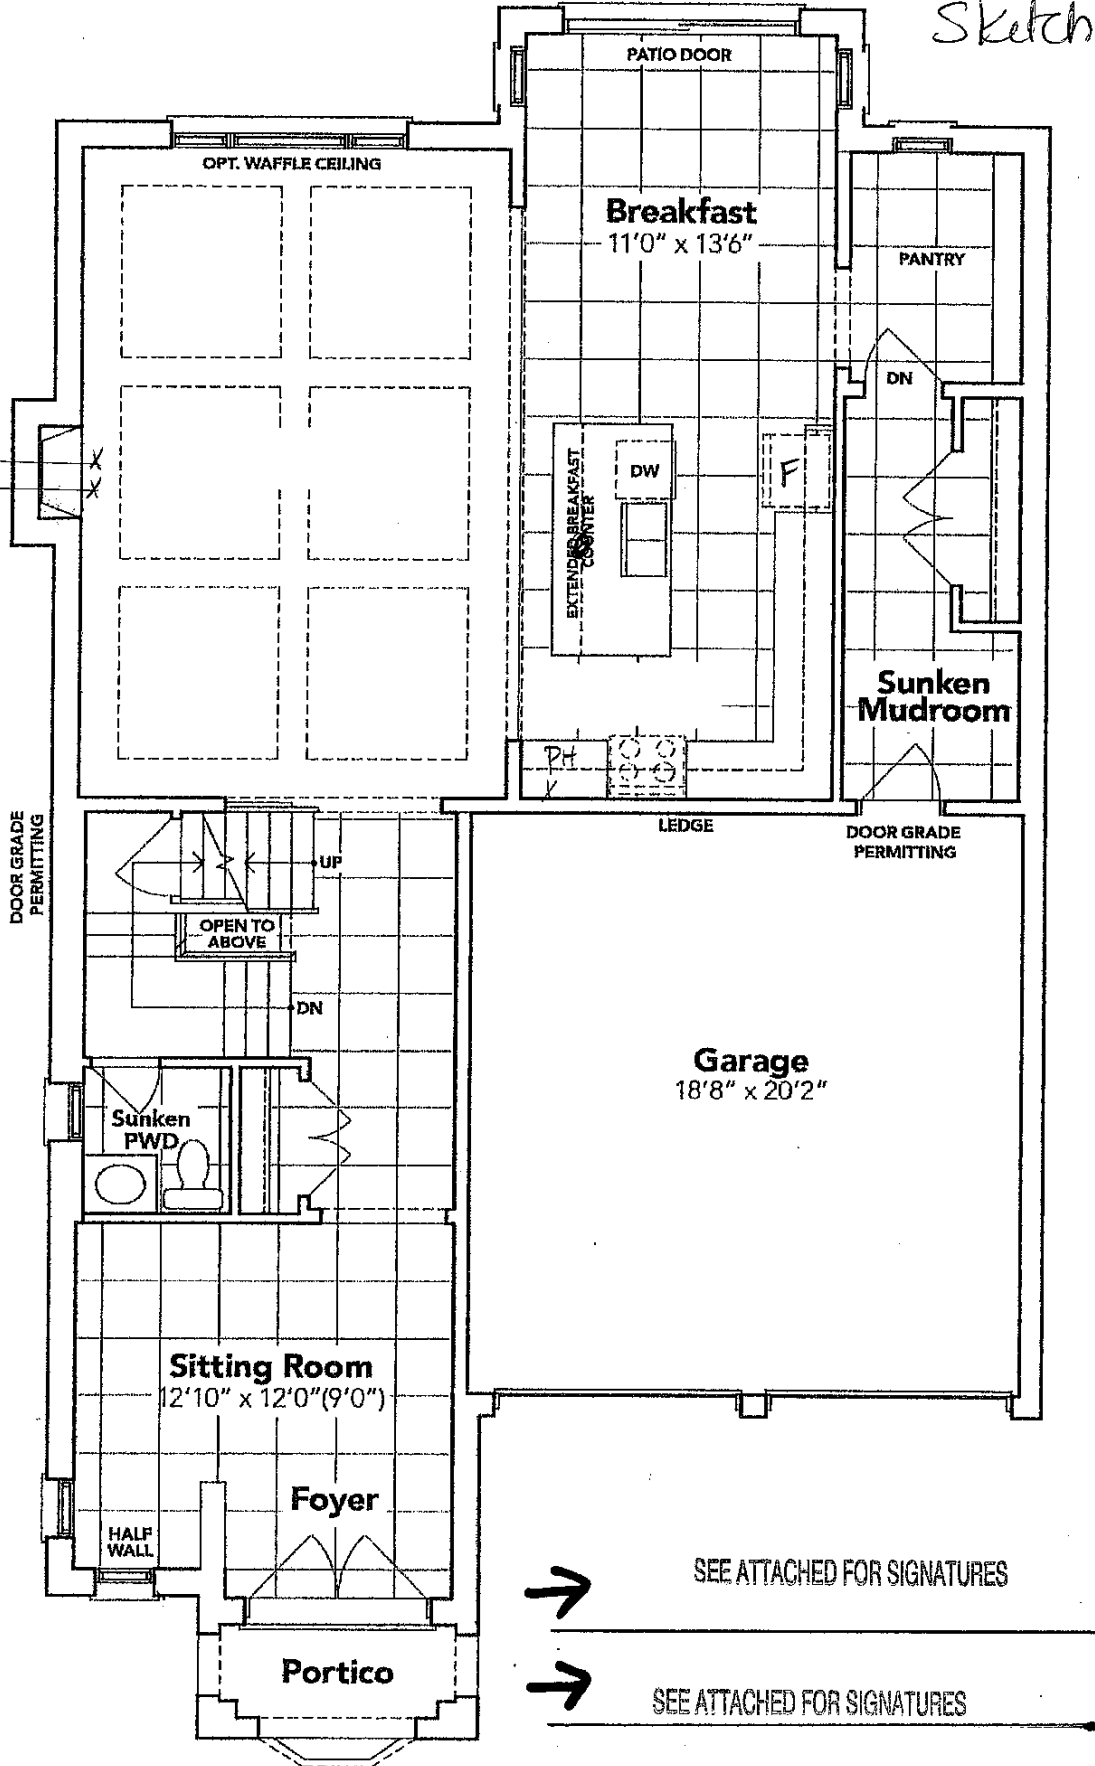 Sketch
PATIO DOOR
OPT. WAFFLE CEILING
Breakfast
11'0" x 13'6"
PANTRY
DN
DW
F
EXTENDED BREAKFAST
COUNTER
Sunken
Mudroom
PH
LEDGE
DOOR GRADE
PERMITTING
DOOR GRADE
PERMITTING
UP
OPEN TO
ABOVE
DN
Garage
18'8" x 20'2"
Sunken
PWD
Sitting Room
12'10" x 12'0"(9'0")
Foyer
HALF
WALL
SEE ATTACHED FOR SIGNATURES
Portico
SEE ATTACHED FOR SIGNATURES